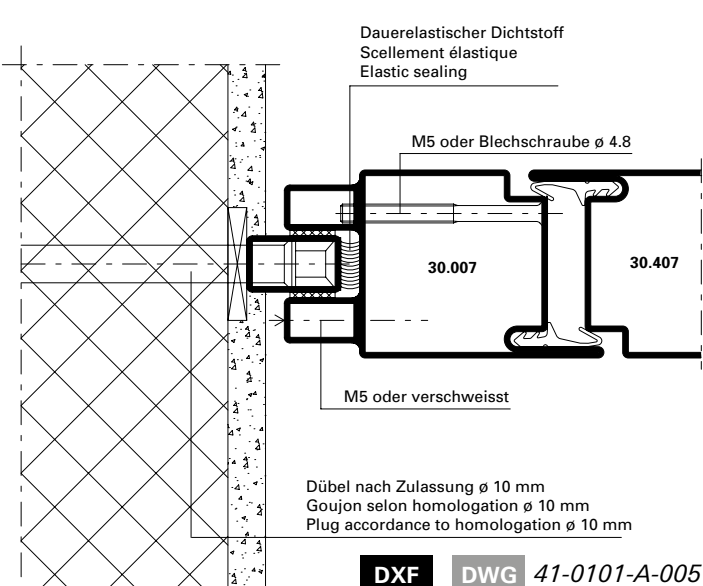 Dauerelastischer Dichtstoff
Scellement élastique
Elastic sealing
M5 oder Blechschraube ø 4.8
30.007
30.407
M5 oder verschweisst
Dübel nach Zulassung ø 10 mm
Goujon selon homologation ø 10 mm
Plug accordance to homologation ø 10 mm
DXF DWG 41-0101-A-005